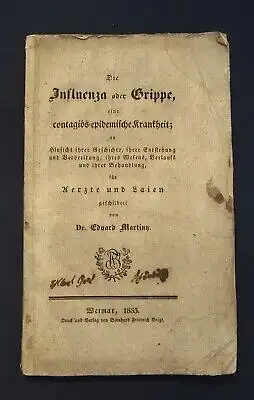 Die
Influenza oder Grippe,
eine
contagiös-epidemische Krankheit;
in
Hinsicht ihrer Geschichte, ihrer Entstehung
und Verbreitung, ihres Wesens, Verlaufs
und ihrer Behandlung,
für
Aerzte und Laien
geschildert
von
Dr. Eduard Martiny.
Weimar, 1835.
Druck und Verlag von Bernhard Friedrich Voigt.